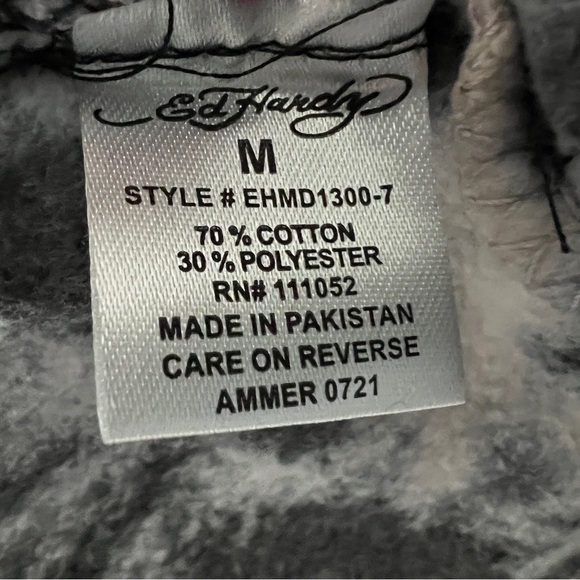 Ed Hardy
M
STYLE # EHMD1300-7
70 % COTTON
30 % POLYESTER
RN# 111052
MADE IN PAKISTAN
CARE ON REVERSE
AMMER 0721